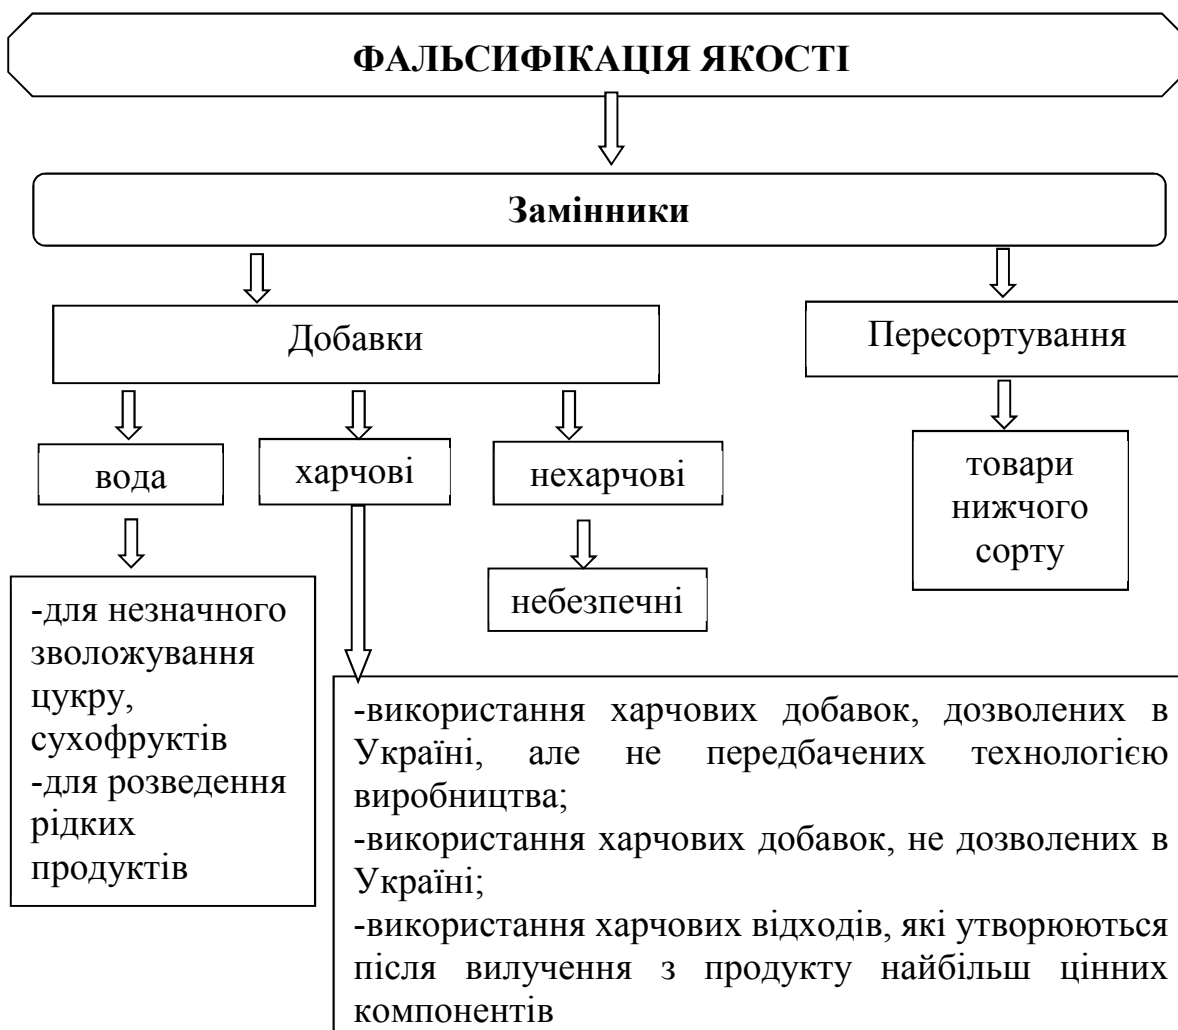 ФАЛЬСИФІКАЦІЯ ЯКОСТІ
Замінники
Добавки
Пересортування
вода
харчові
нехарчові
товари
нижчого
сорту
небезпечні
-для незначного
зволожування
цукру,
сухофруктів
-для розведення
рідких
продуктів
-використання харчових добавок, дозволених в
Україні, але не передбачених технологією
виробництва;
-використання харчових добавок, не дозволених в
Україні;
-використання харчових відходів, які утворюються
після вилучення з продукту найбільш цінних
компонентів